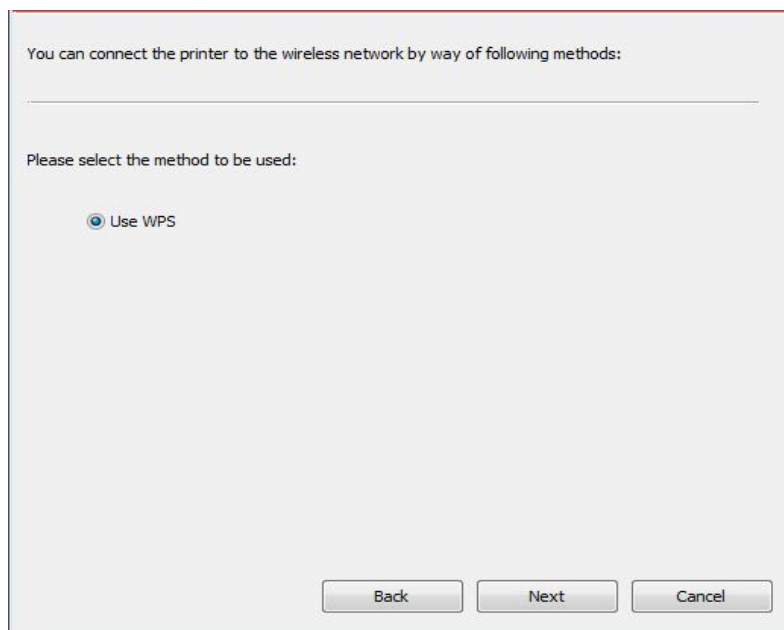 You can connect the printer to the wireless network by way of following methods:
Please select the method to be used:
Use WPS
Back
Next
Cancel